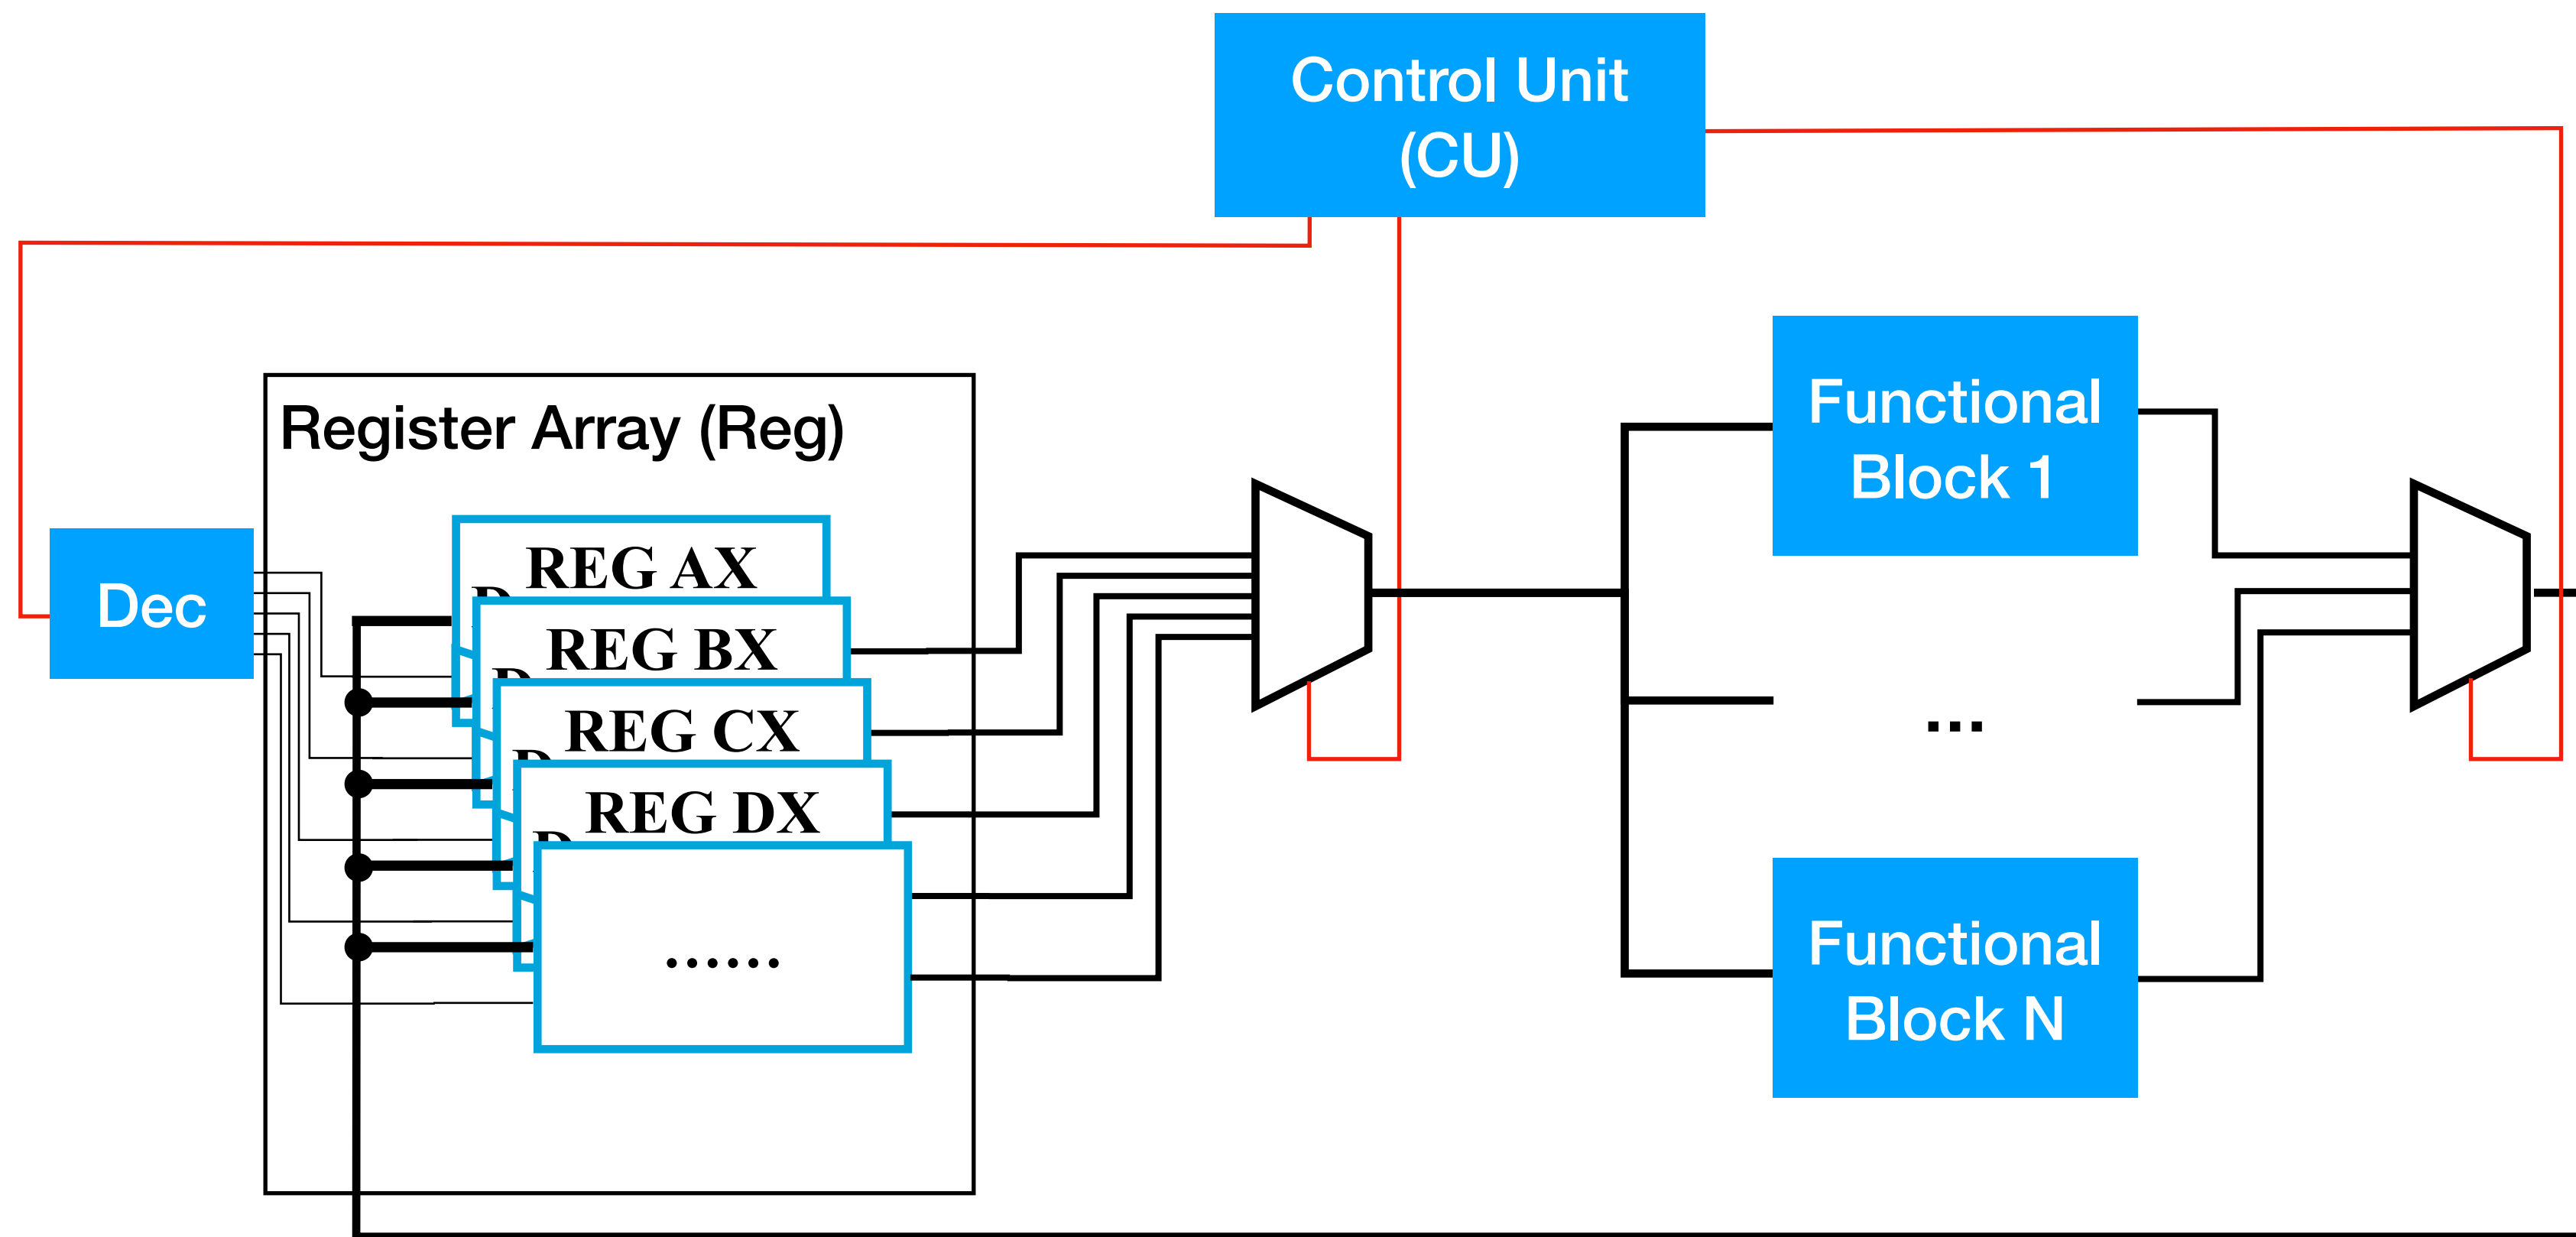 Control Unit
(CU)
Register Array (Reg)
Dec
REG AX
REG BX
REG CX
REG DX
......
Functional
Block 1
...
Functional
Block N